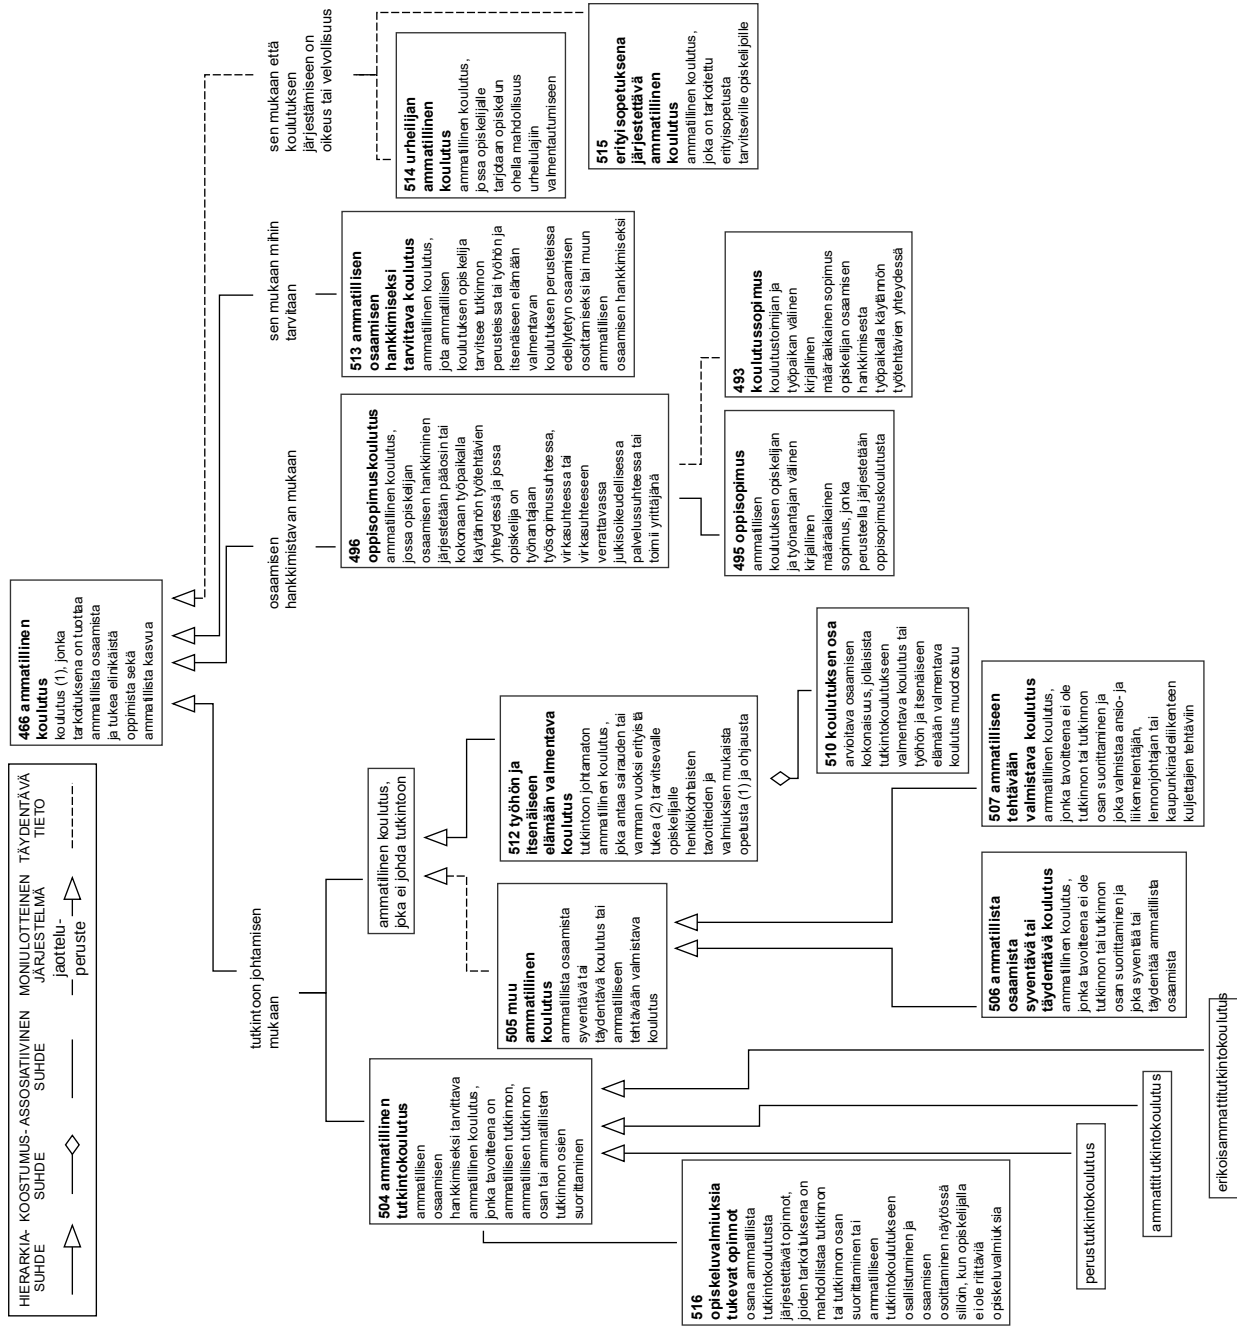 HIERARKIA-
SUHDE
KOOSTUMUS-
SUHDE
ASSOSIATIIVINEN
SUHDE
MONIULOTTEINEN
JÄRJESTELMÄ
jaottelu-
peruste
TÄYDENTÄVÄ
TIETO
466 ammatillinen
koulutus
koulutus (1), jonka
tarkoituksena on tuottaa
ammatillista osaamista
ja tukea elinikäistä
oppimista sekä
ammatillista kasvua
tutkintoon johtamisen
mukaan
osaamisen
hankkimistavan mukaan
sen mukaan mihin
tarvitaan
sen mukaan että
koulutuksen
järjestämiseen on
oikeus tai velvollisuus
504 ammatillinen
tutkintokoulutus
ammatillisen
osaamisen
hankkimiseksi tarvittava
ammatillinen koulutus,
jonka tavoitteena on
ammatillisen tutkinnon,
ammatillisen tutkinnon
osan tai ammatillisten
tutkinnon osien
suorittaminen
ammatillinen koulutus,
joka ei johda tutkintoon
505 muu
ammatillinen
koulutus
ammatillista osaamista
syventävä tai
täydentävä koulutus tai
ammatilliseen
tehtävään valmistava
koulutus
512 työhön ja
itsenäiseen
elämään valmentava
koulutus
tutkintoon johtamaton
ammatillinen koulutus,
joka antaa sairauden tai
vamman vuoksi erityistä
tukea (2) tarvitsevalle
opiskelijalle
henkilökohtaisten
tavoitteiden ja
valmiuksien mukaista
opetusta (1) ja ohjausta
496
oppisopimuskoulutus
ammatillinen koulutus,
jossa opiskelijan
osaamisen hankkiminen
järjestetään pääosin tai
kokonaan työpaikalla
käytännön työtehtävien
yhteydessä ja jossa
opiskelija on
työnantajaan
työsopimussuhteessa,
virkasuhteessa tai
virkasuhteeseen
verrattavassa
julkisoikeudellisessa
palvelussuhteessa tai
toimii yrittäjänä
513 ammatillisen
osaamisen
hankkimiseksi
tarvittava koulutus
ammatillinen koulutus,
jota ammatillisen
koulutuksen opiskelija
tarvitsee tutkinnon
perusteissa tai työhön ja
itsenäiseen elämään
valmentavan
koulutuksen perusteissa
edellytetyn osaamisen
osoittamiseksi tai muun
ammatillisen
osaamisen hankkimiseksi
514 urheilijan
ammatillinen
koulutus
ammatillinen koulutus,
jossa opiskelijalle
tarjotaan opiskelun
ohella mahdollisuus
urheilulajiin
valmentautumiseen
515
erityisopetuksena
järjestettävä
ammatillinen
koulutus
ammatillinen koulutus,
joka on tarkoitettu
erityisopetusta
tarvitseville opiskelijoille
516
opiskeluvalmiuksia
tukevat opinnot
osana ammatillista
tutkintokoulutusta
järjestettävät opinnot,
joiden tarkoituksena on
mahdollistaa tutkinnon
tai tutkinnon osan
suorittaminen tai
ammatilliseen
tutkintokoulutukseen
osallistuminen ja
osaamisen
osoittaminen näytössä
silloin, kun opiskelijalla
ei ole riittäviä
opiskeluvalmiuksia
510 koulutuksen osa
arvioitava osaamisen
kokonaisuus, jollaisista
tutkintokoulutukseen
valmentava koulutus tai
työhön ja itsenäiseen
elämään valmentava
koulutus muodostuu
495 oppisopimus
ammatillisen
koulutuksen opiskelijan
ja työnantajan välinen
kirjallinen
määräaikainen
sopimus, jonka
perusteella järjestetään
oppisopimuskoulutusta
493
koulutussopimus
koulutustoimijan ja
työpaikan välinen
kirjallinen
määräaikainen sopimus
opiskelijan osaamisen
hankkimisesta
työpaikalla käytännön
työtehtävien yhteydessä
506 ammatillista
osaamista
syventävä tai
täydentävä koulutus
ammatillinen koulutus,
jonka tavoitteena ei ole
tutkinnon tai tutkinnon
osan suorittaminen ja
joka syventää tai
täydentää ammatillista
osaamista
507 ammatilliseen
tehtävään
valmistava koulutus
ammatillinen koulutus,
jonka tavoitteena ei ole
tutkinnon tai tutkinnon
osan suorittaminen ja
joka valmistaa ansio- ja
liikennelentäjän,
lennonjohtajan tai
kaupunkiraideliikenteen
kuljettajien tehtäviin
perustutkintokoulutus
ammattitutkintokoulutus
erikoisammattitutkintokoulutus